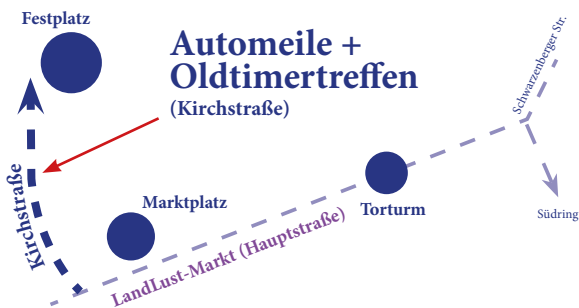 Festplatz
Automeile +
Oldtimertreffen
(Kirchstraße)
Schwarzenberger Str.
Kirchstraße
Marktplatz
Torturm
Südring
LandLust-Markt (Hauptstraße)